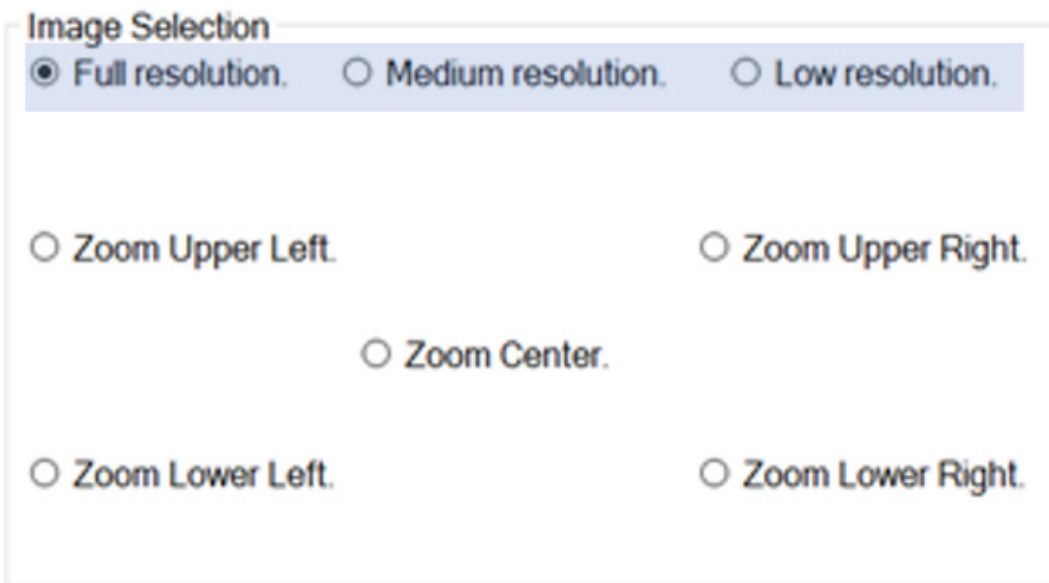 Image Selection
Full resolution. Medium resolution. Low resolution.
Zoom Upper Left. Zoom Upper Right.
Zoom Center.
Zoom Lower Left. Zoom Lower Right.